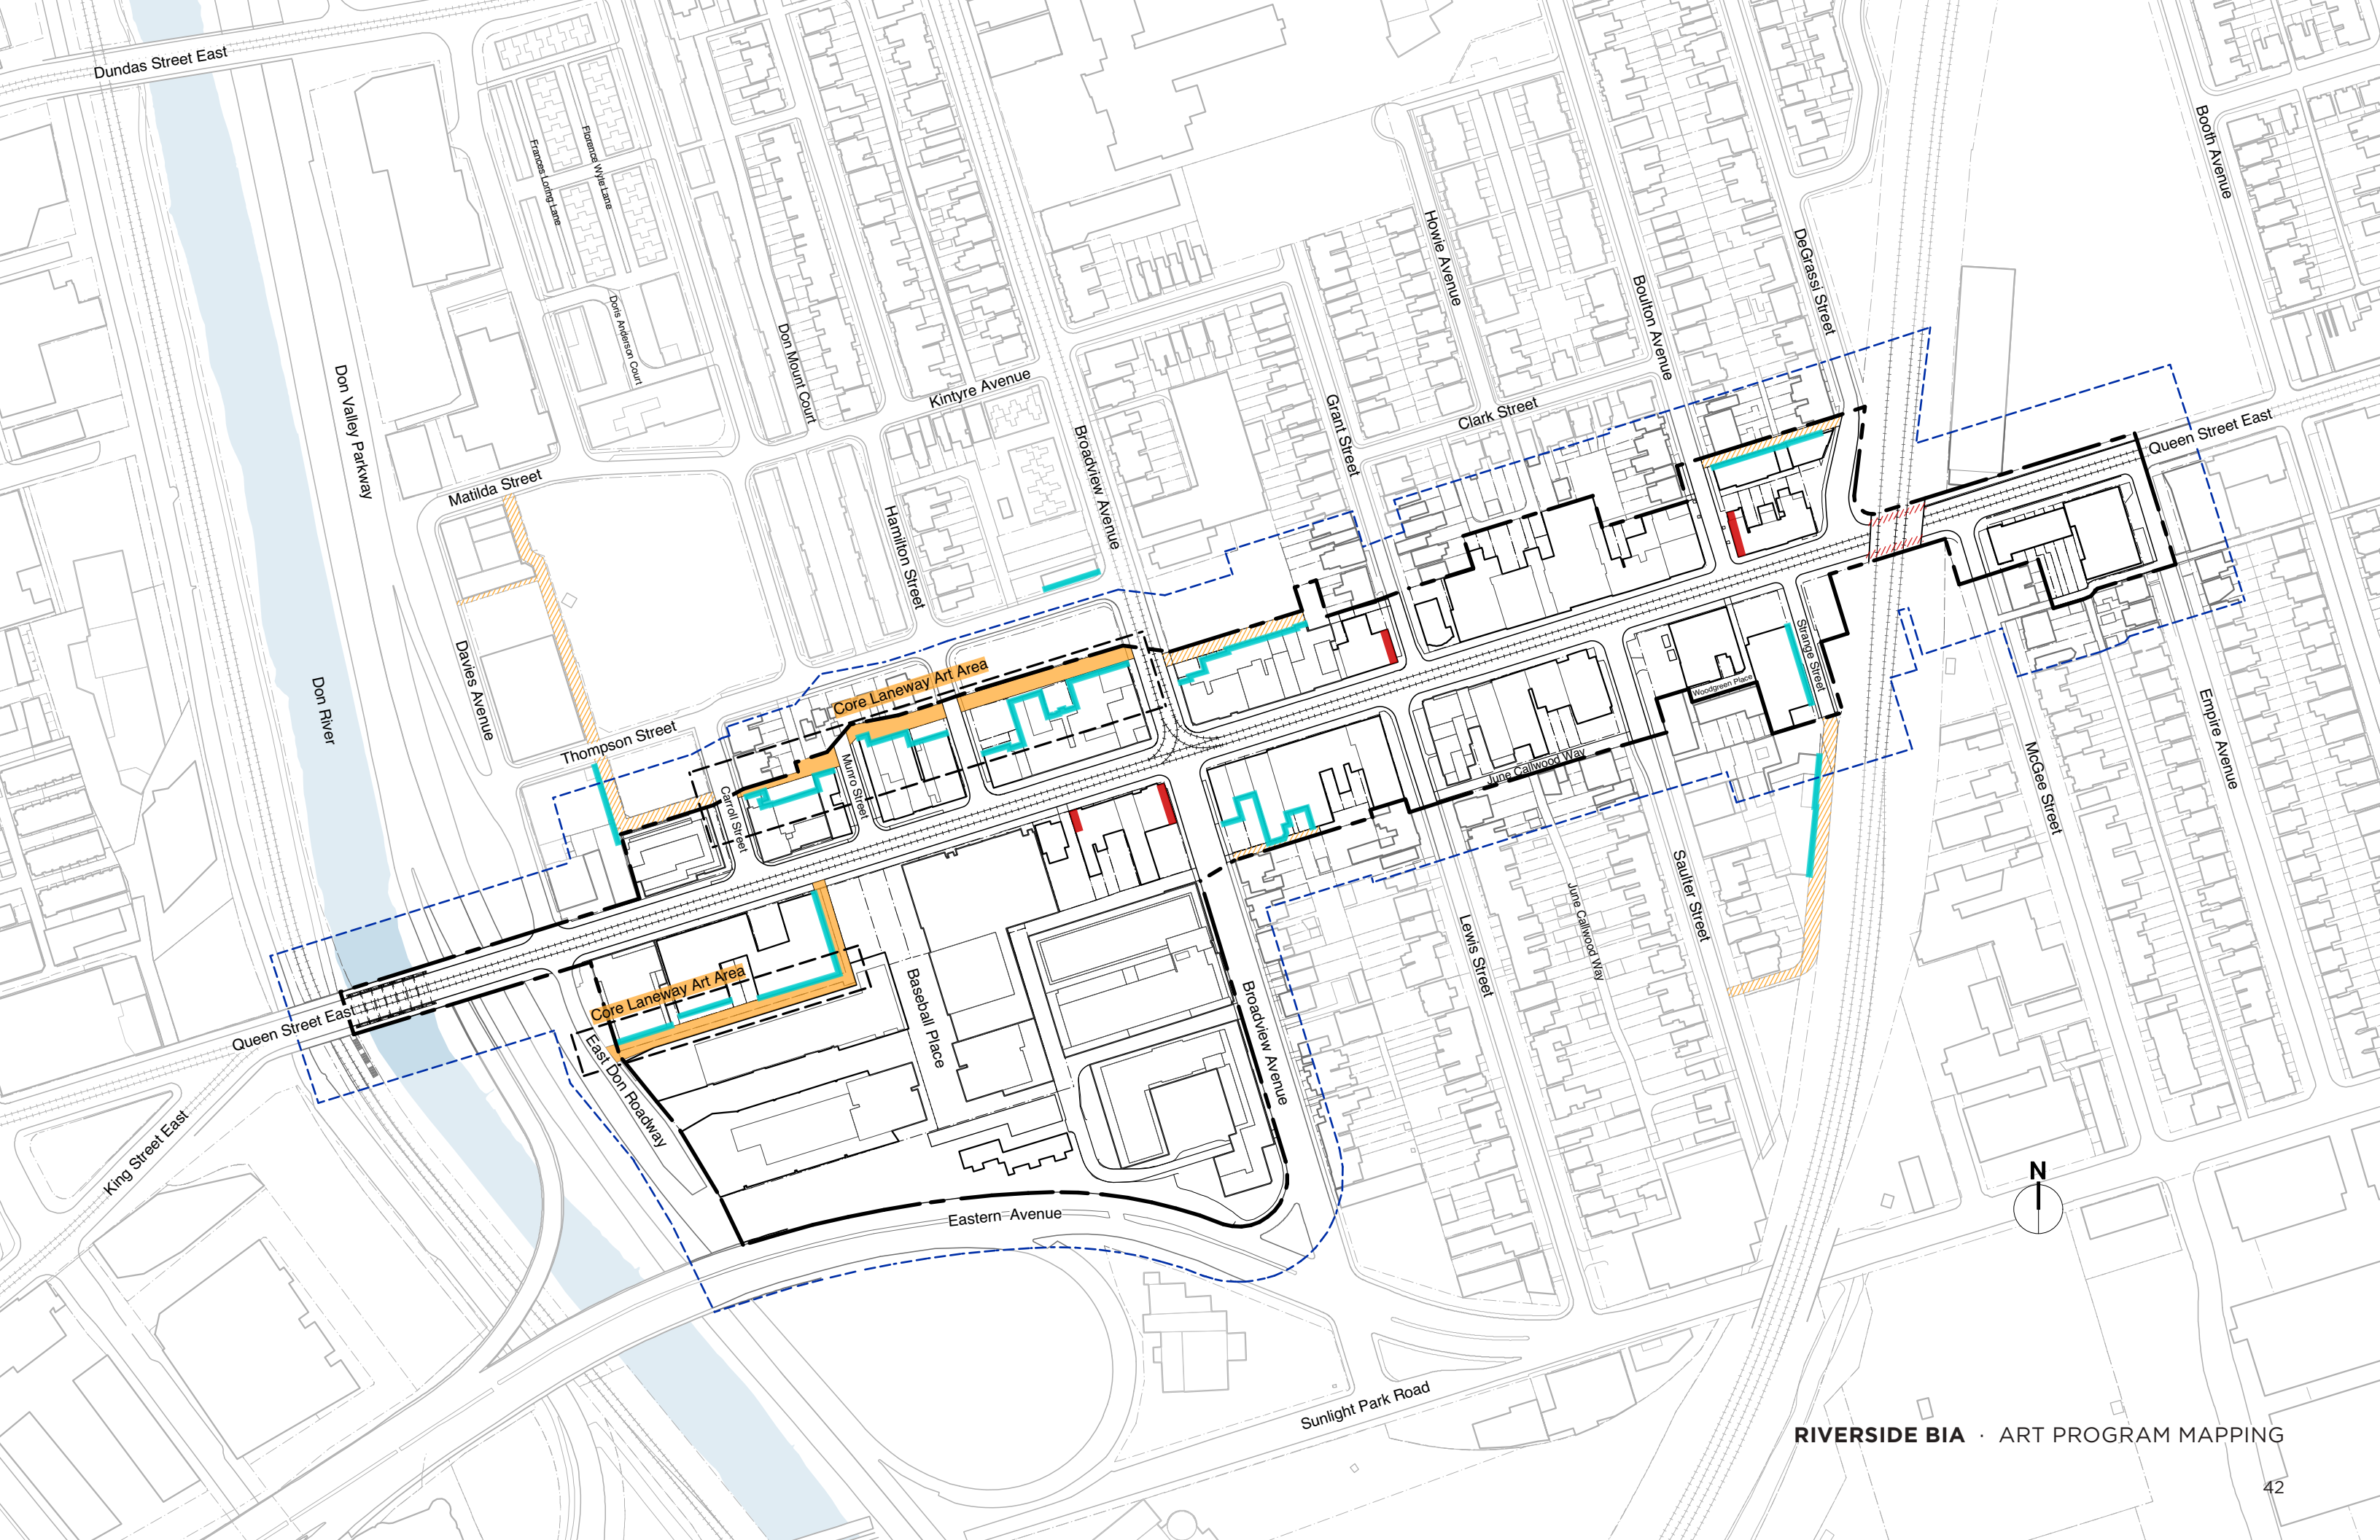 Dundas Street East
Frances Loring Lane
Florence Wyle Lane
Booth Avenue
Howie Avenue
DeGrassi Street
Boulton Avenue
Doris Anderson Court
Don Mount Court
Don Valley Parkway
Kintyre Avenue
Clark Street
Grant Street
Queen Street East
Broadview Avenue
Matilda Street
Hamilton Street
Davies Avenue
Don River
Thompson Street
Core Laneway Art Area
Strange Street
Woodgreen Place
Empire Avenue
McGee Street
Carroll Street
Munro Street
June Callwood Way
Saulter Street
June Callwood Way
Lewis Street
Core Laneway Art Area
Baseball Place
Broadview Avenue
Queen Street East
East Don Roadway
King Street East
N
Eastern Avenue
Sunlight Park Road
RIVERSIDE BIA · ART PROGRAM MAPPING
42